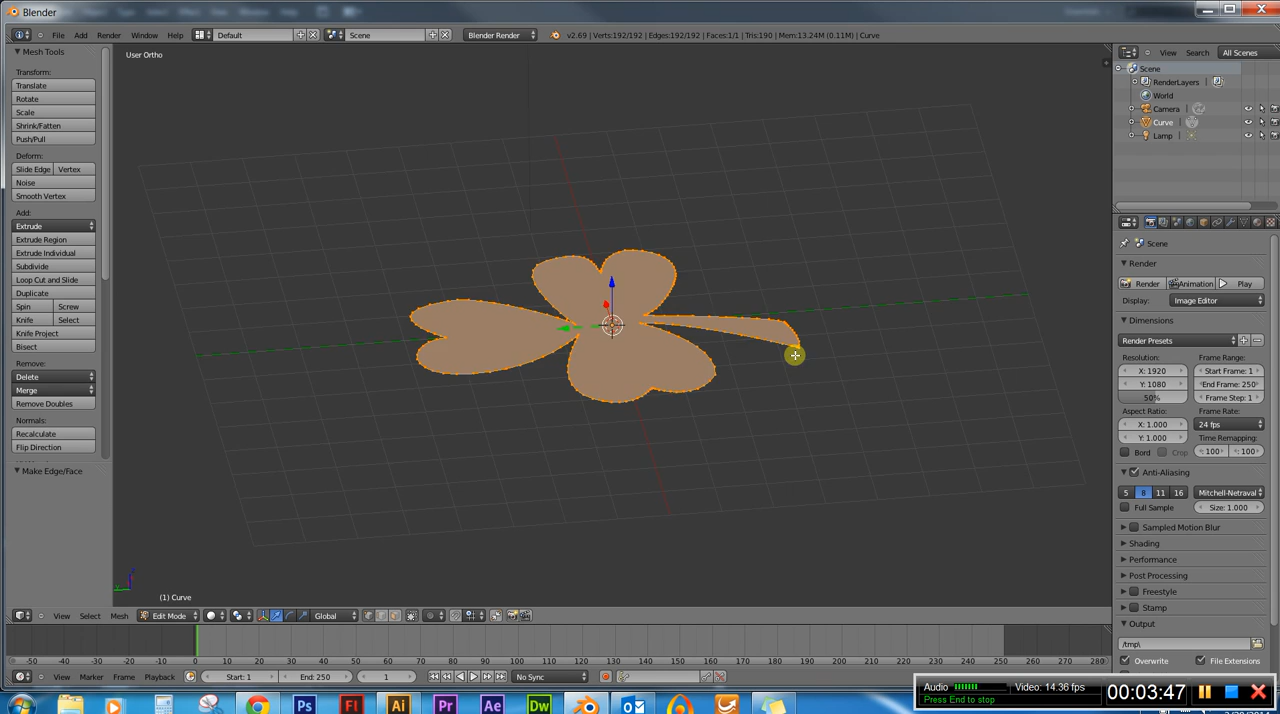 Blender
File Add Render Window Help Default Scene Blender Render v2.69 | Verts:192/192 | Edges:192/192 | Faces:1/1 | Tris:190 | Mem:13.24M (0.11M) | Curve View Search All Scenes
Mesh Tools
User Ortho
Transform:
Translate
Rotate
Scale
Shrink/Fatten
Push/Pull
Deform:
Slide Edge Vertex
Noise
Smooth Vertex
Add:
Extrude
Extrude Region
Extrude Individual
Subdivide
Loop Cut and Slide
Duplicate
Spin Screw
Knife Select
Knife Project
Bisect
Remove:
Delete
Merge
Remove Doubles
Normals:
Recalculate
Flip Direction
Make Edge/Face
(1) Curve
View Select Mesh Edit Mode Global
Scene
RenderLayers
World
Camera
Curve
Lamp
Scene
Render
Render Animation Play
Display: Image Editor
Dimensions
Render Presets
Resolution: Frame Range:
X: 1920 Start Frame: 1
Y: 1080 End Frame: 250
50% Frame Step: 1
Aspect Ratio: Frame Rate:
X: 1.000 24 fps
Y: 1.000 Time Remapping:
Bord Crop :100 :100
Anti-Aliasing
5 8 11 16 Mitchell-Netraval
Full Sample Size: 1.000
Sampled Motion Blur
Shading
Performance
Post Processing
Freestyle
Stamp
Output
/tmp\
Overwrite File Extensions
-50 -40 -30 -20 -10 0 10 20 30 40 50 60 70 80 90 100 110 120 130 140 150 160 170 180 190 200 210 220 230 240 250 260 270 280
View Marker Frame Playback Start: 1 End: 250 1 No Sync
Audio Video: 14.36 fps
Press End to stop
00:03:47
Ps Fl Ai Pr Ae Dw